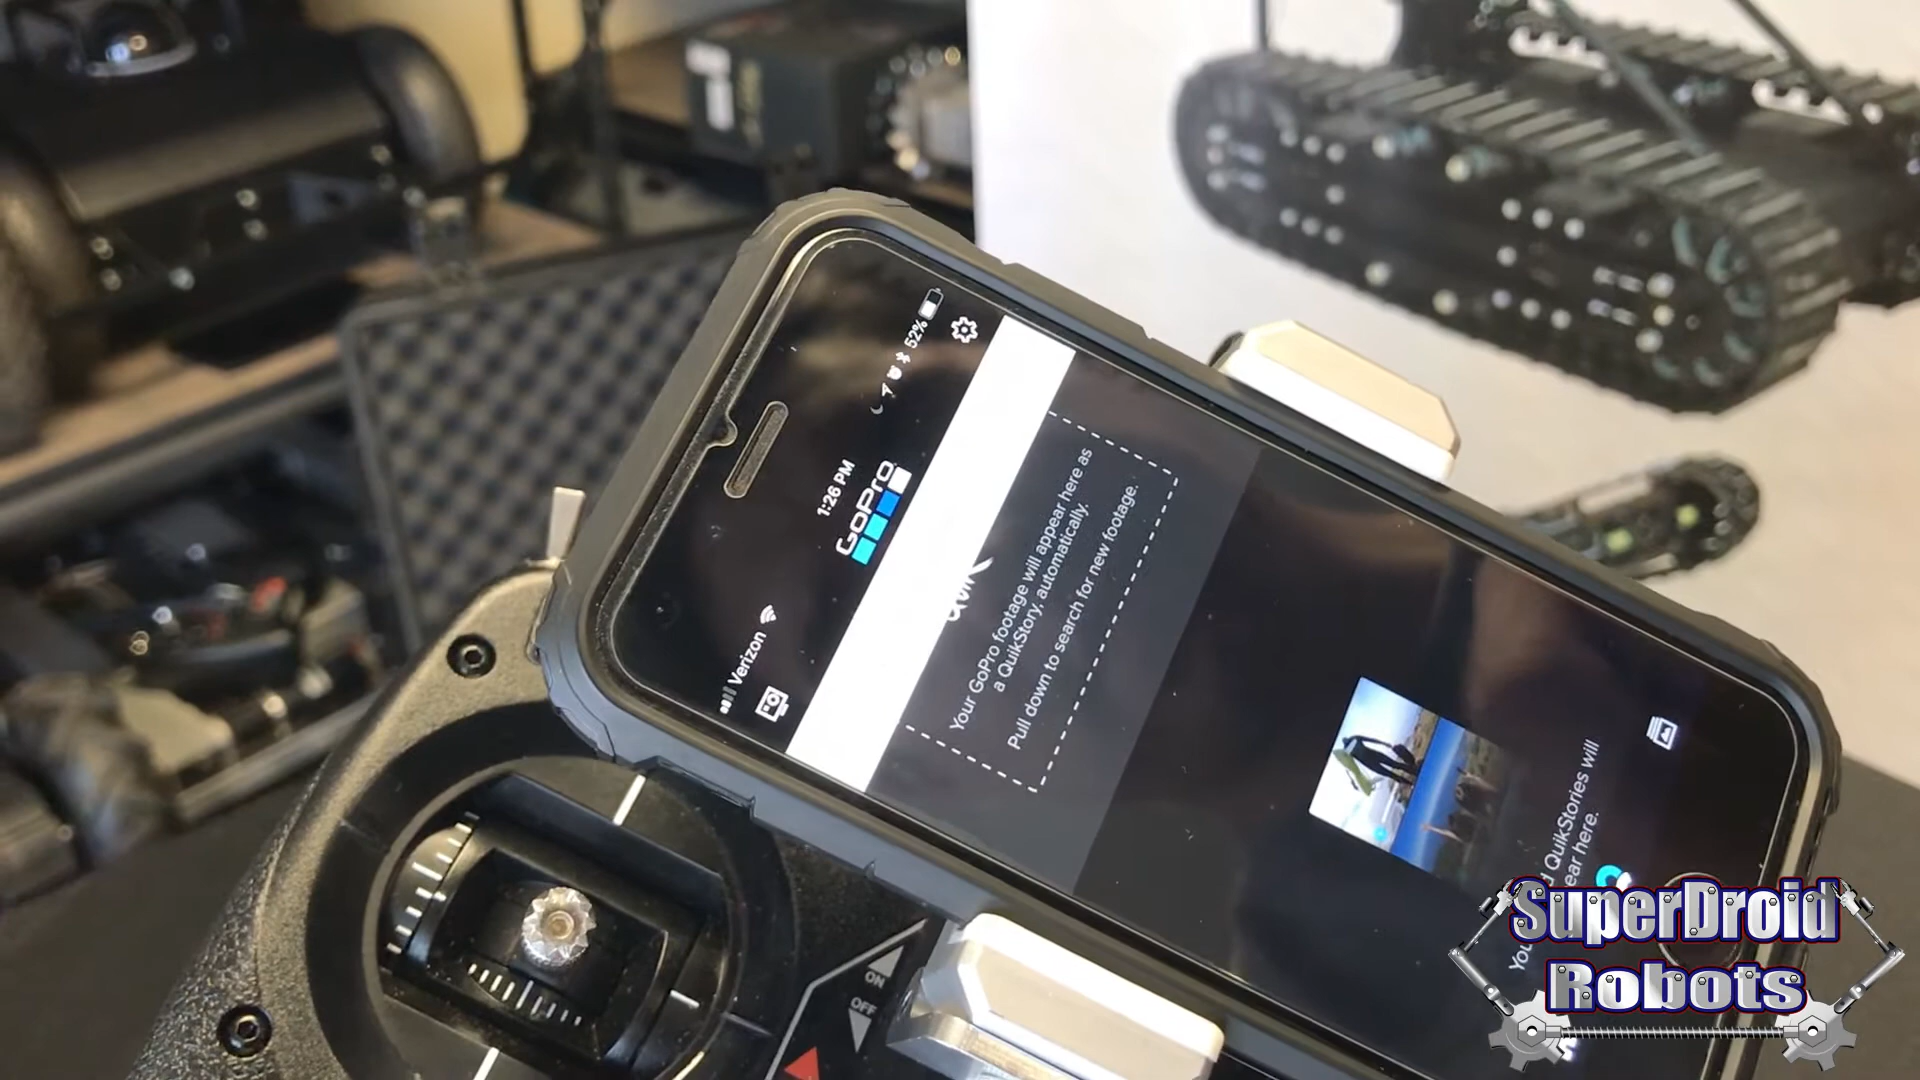 Verizon
1:26 PM
52%
GoPro
Quik
Your GoPro footage will appear here as
a QuikStory, automatically.
Pull down to search for new footage.
QuikStories will
here.
ON
OFF
SuperDroid
Robots